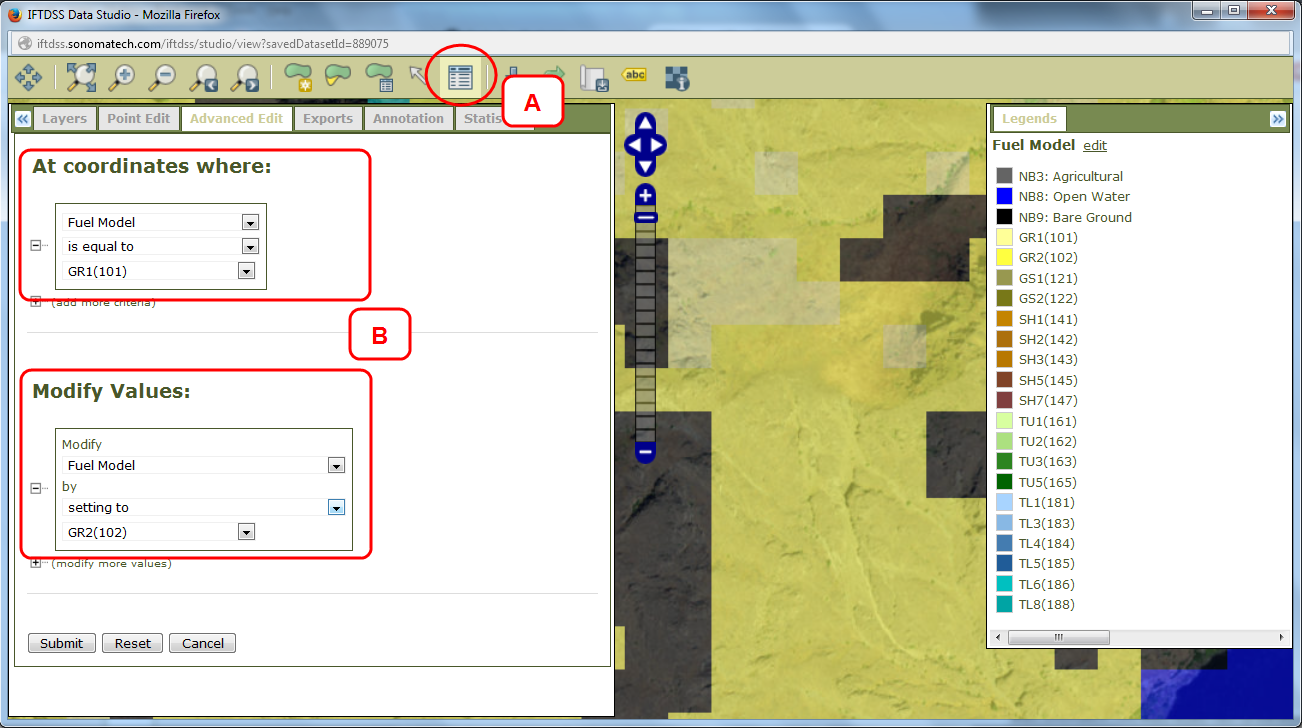 IFTDSS Data Studio - Mozilla Firefox
iftdss.sonomatech.com/iftdss/studio/view?savedDatasetId=889075
abc
A
Layers
Point Edit
Advanced Edit
Exports
Annotation
Statis
At coordinates where:
Fuel Model
is equal to
GR1(101)
(add more criteria)
B
Modify Values:
Modify
Fuel Model
by
setting to
GR2(102)
(modify more values)
Submit
Reset
Cancel
Legends
Fuel Model edit
NB3: Agricultural
NB8: Open Water
NB9: Bare Ground
GR1(101)
GR2(102)
GS1(121)
GS2(122)
SH1(141)
SH2(142)
SH3(143)
SH5(145)
SH7(147)
TU1(161)
TU2(162)
TU3(163)
TU5(165)
TL1(181)
TL3(183)
TL4(184)
TL5(185)
TL6(186)
TL8(188)